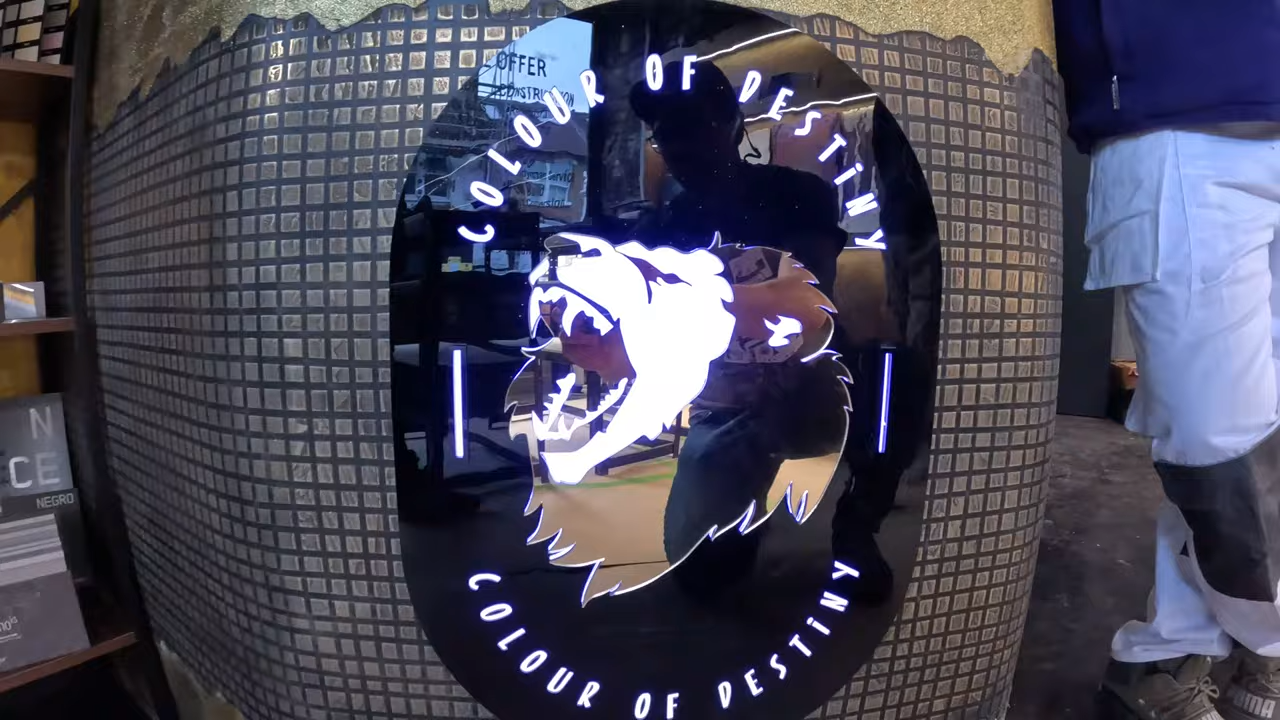 OFFER
COLOUR OF DESTiNY
N
CE
NEGRO
COLOUR OF DESTiNY